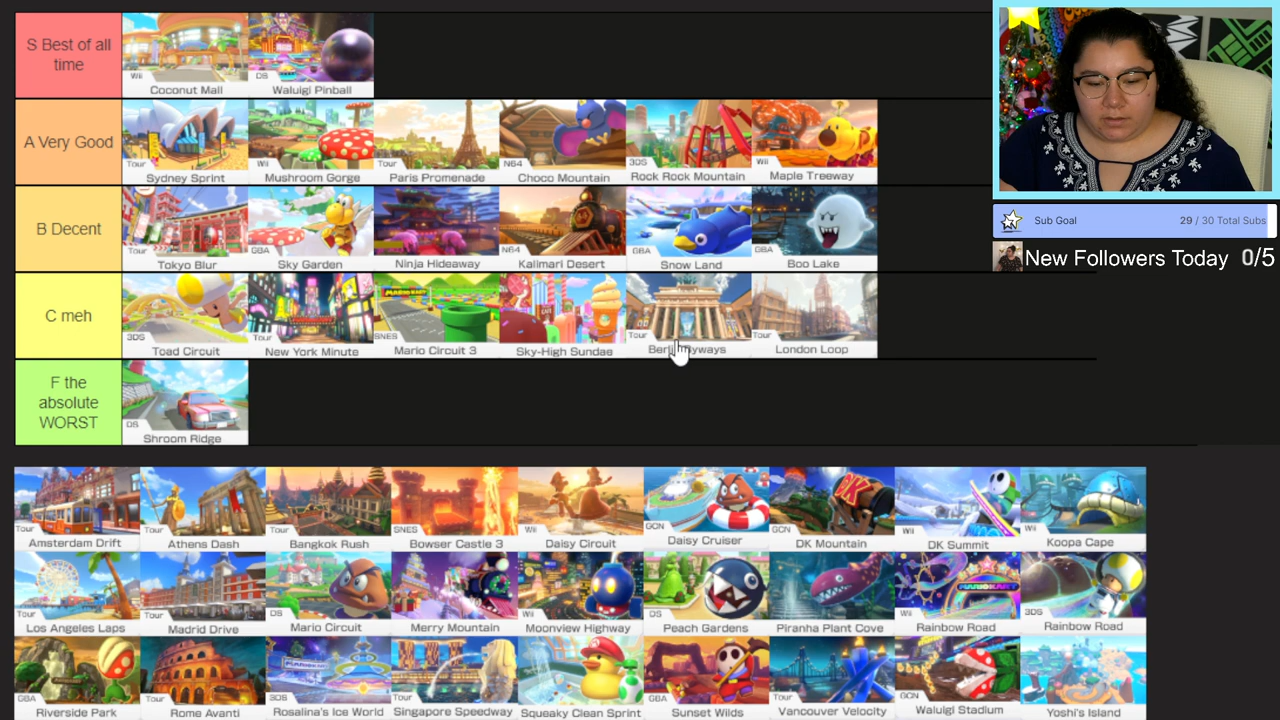 S Best of all
time
Wii
Coconut Mall
DS
Waluigi Pinball
A Very Good
Tour
Sydney Sprint
Wii
Mushroom Gorge
Tour
Paris Promenade
N64
Choco Mountain
3DS
Rock Rock Mountain
Wii
Maple Treeway
B Decent
Tour
Tokyo Blur
GBA
Sky Garden
Ninja Hideaway
N64
Kalimari Desert
GBA
Snow Land
GBA
Boo Lake
C meh
3DS
Toad Circuit
Tour
New York Minute
SNES
Mario Circuit 3
Sky-High Sundae
Tour
Tour
London Loop
F the
absolute
WORST
DS
Shroom Ridge
Sub Goal
29 / 30 Total Subs
New Followers Today 0/5
Tour
Amsterdam Drift
Tour
Athens Dash
Tour
Bangkok Rush
SNES
Bowser Castle 3
Wii
Daisy Circuit
GCN
Daisy Cruiser
GCN
DK Mountain
Wii
DK Summit
Wii
Koopa Cape
Tour
Los Angeles Laps
Tour
Madrid Drive
DS
Mario Circuit
Merry Mountain
Wii
Moonview Highway
DS
Peach Gardens
Piranha Plant Cove
Wii
Rainbow Road
3DS
Rainbow Road
GBA
Riverside Park
Tour
Rome Avanti
3DS
Rosalina's Ice World
Tour
Singapore Speedway
Squeaky Clean Sprint
GBA
Sunset Wilds
Tour
Vancouver Velocity
GCN
Waluigi Stadium
Yoshi's Island